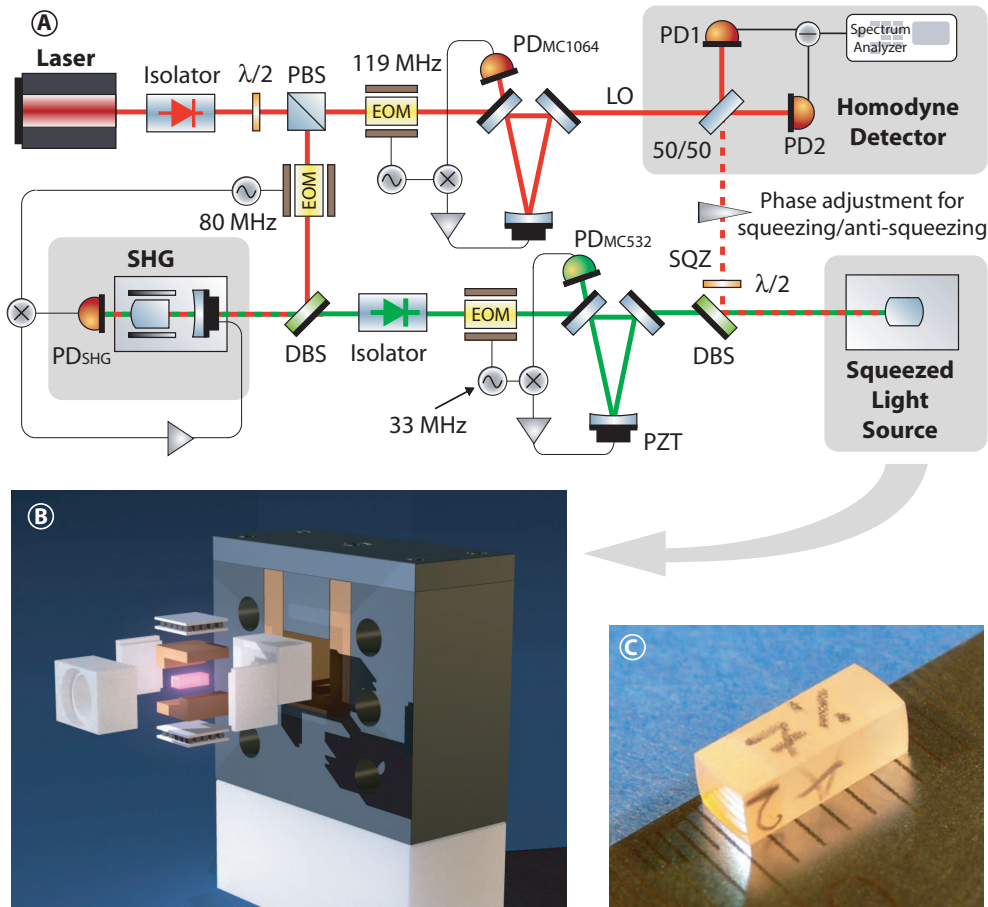 A
Laser
Isolator
λ/2
PBS
119 MHz
EOM
PDMC1064
LO
PD1
Spectrum
Analyzer
50/50
PD2
Homodyne
Detector
EOM
80 MHz
Phase adjustment for
squeezing/anti-squeezing
SHG
PDSHG
DBS
Isolator
EOM
33 MHz
PDMC532
PZT
SQZ
λ/2
DBS
Squeezed
Light
Source
B
C